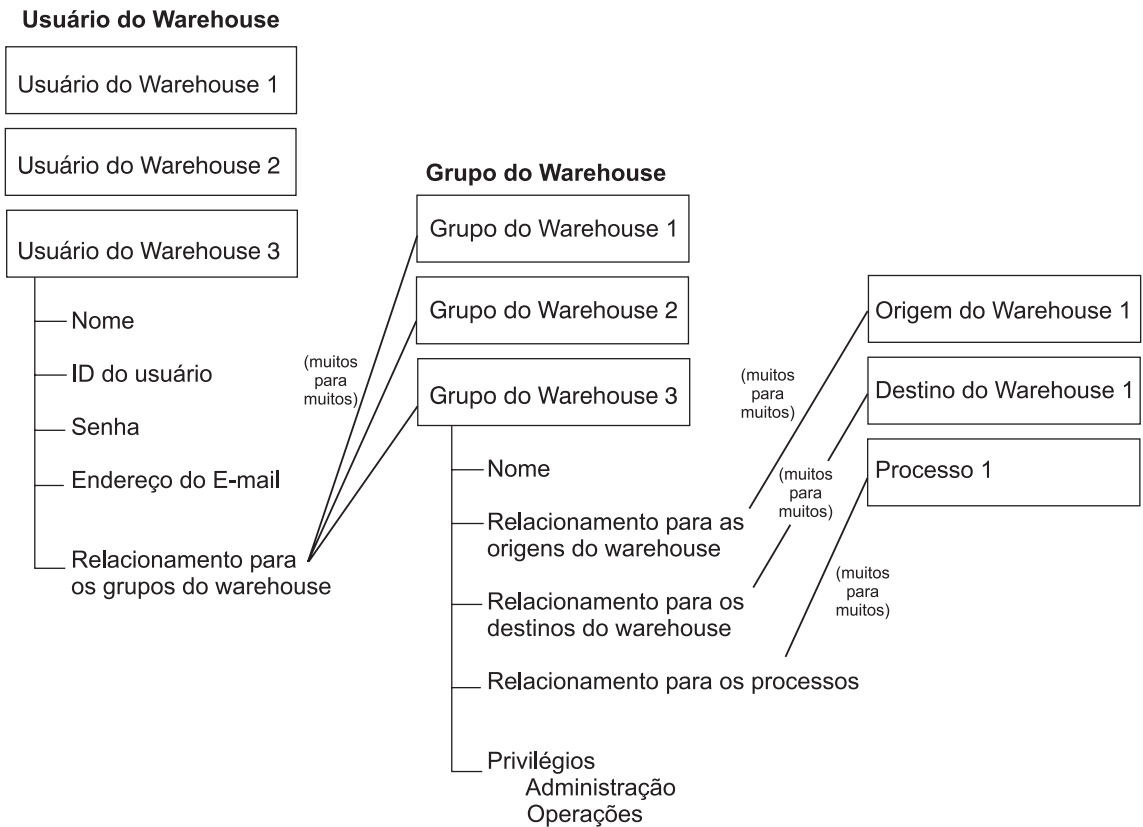 Usuário do Warehouse
Usuário do Warehouse 1
Usuário do Warehouse 2
Usuário do Warehouse 3
Nome
ID do usuário
Senha
Endereço do E-mail
Relacionamento para
os grupos do warehouse
(muitos
para
muitos)
Grupo do Warehouse
Grupo do Warehouse 1
Grupo do Warehouse 2
Grupo do Warehouse 3
Nome
Relacionamento para as
origens do warehouse
Relacionamento para os
destinos do warehouse
Relacionamento para os processos
Privilégios
Administração
Operações
(muitos
para
muitos)
(muitos
para
muitos)
(muitos
para
muitos)
Origem do Warehouse 1
Destino do Warehouse 1
Processo 1